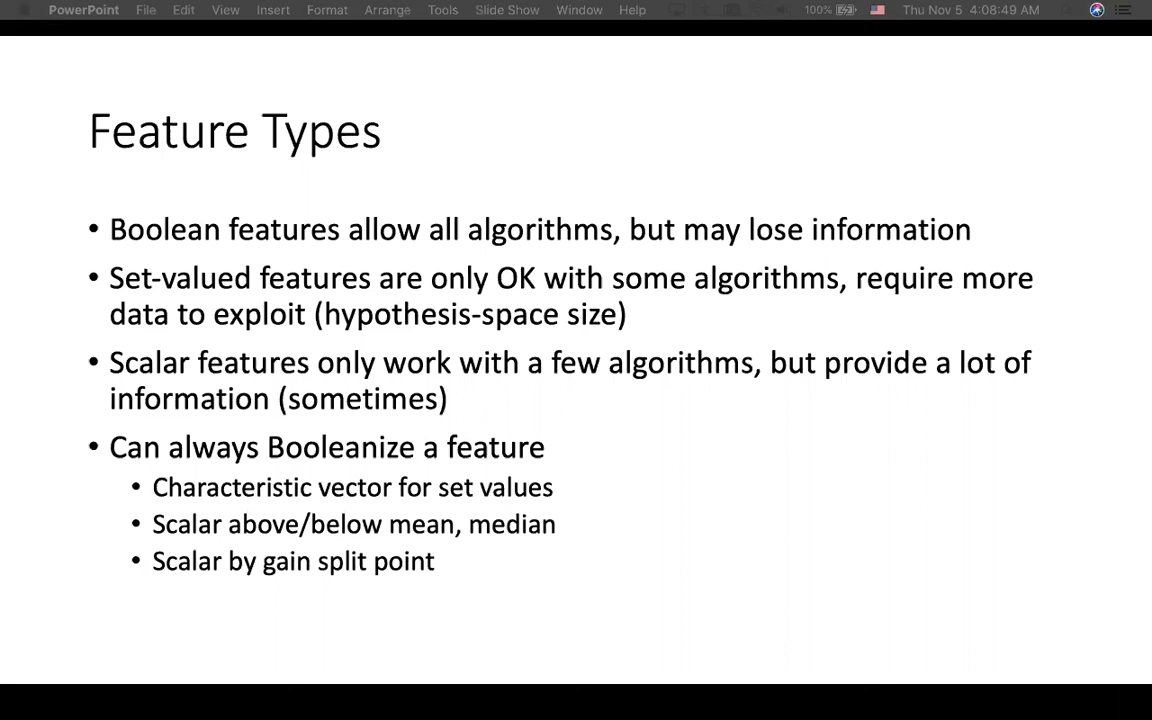 PowerPoint File Edit View Insert Format Arrange Tools Slide Show Window Help 100% Thu Nov 5 4:08:49 AM
Feature Types
• Boolean features allow all algorithms, but may lose information
• Set-valued features are only OK with some algorithms, require more
data to exploit (hypothesis-space size)
• Scalar features only work with a few algorithms, but provide a lot of
information (sometimes)
• Can always Booleanize a feature
• Characteristic vector for set values
• Scalar above/below mean, median
• Scalar by gain split point